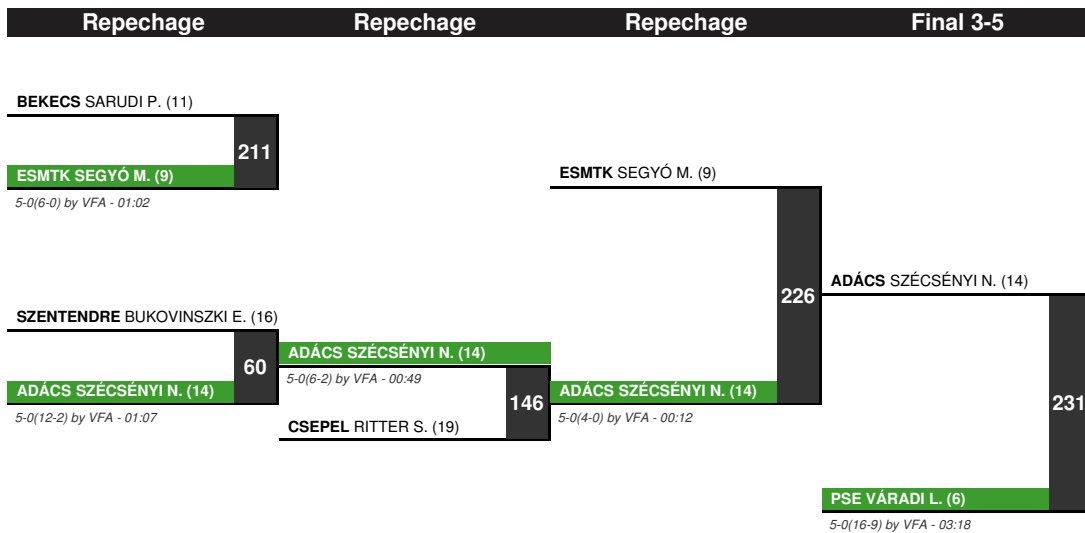 Repechage Repechage Repechage Final 3-5
BEKECS SARUDI P. (11)
211
ESMTK SEGYÓ M. (9)
5-0(6-0) by VFA - 01:02
SZENTENDRE BUKOVINSZKI E. (16)
60
ADÁCS SZÉCSÉNYI N. (14)
5-0(12-2) by VFA - 01:07
ADÁCS SZÉCSÉNYI N. (14)
5-0(6-2) by VFA - 00:49
146
CSEPEL RITTER S. (19)
ESMTK SEGYÓ M. (9)
226
ADÁCS SZÉCSÉNYI N. (14)
5-0(4-0) by VFA - 00:12
ADÁCS SZÉCSÉNYI N. (14)
231
PSE VÁRADI L. (6)
5-0(16-9) by VFA - 03:18